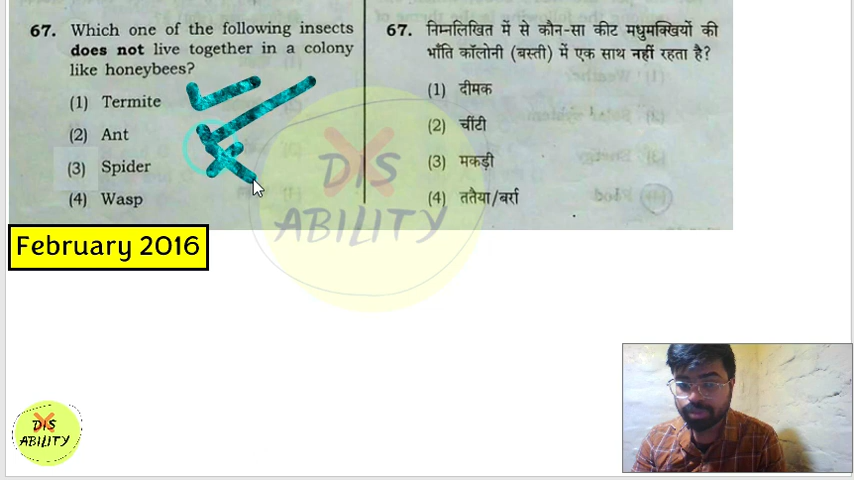 67. Which one of the following insects
does not live together in a colony
like honeybees?
(1) Termite
(2) Ant
(3) Spider
(4) Wasp
67. निम्नलिखित में से कौन-सा कीट मधुमक्खियों की
भाँति कॉलोनी (बस्ती) में एक साथ नहीं रहता है?
(1) दीमक
(2) चींटी
(3) मकड़ी
(4) ततैया/बर्रा
DIS
ABILITY
February 2016
DIS
ABILITY